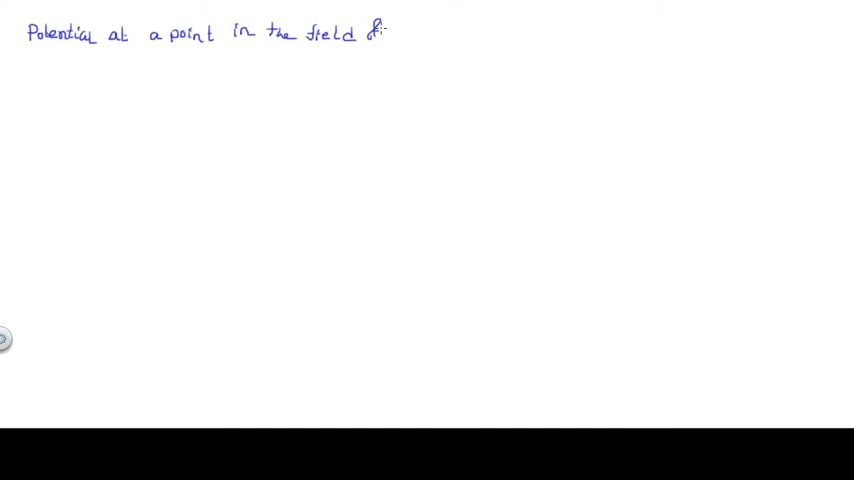 Potential at a point in the field